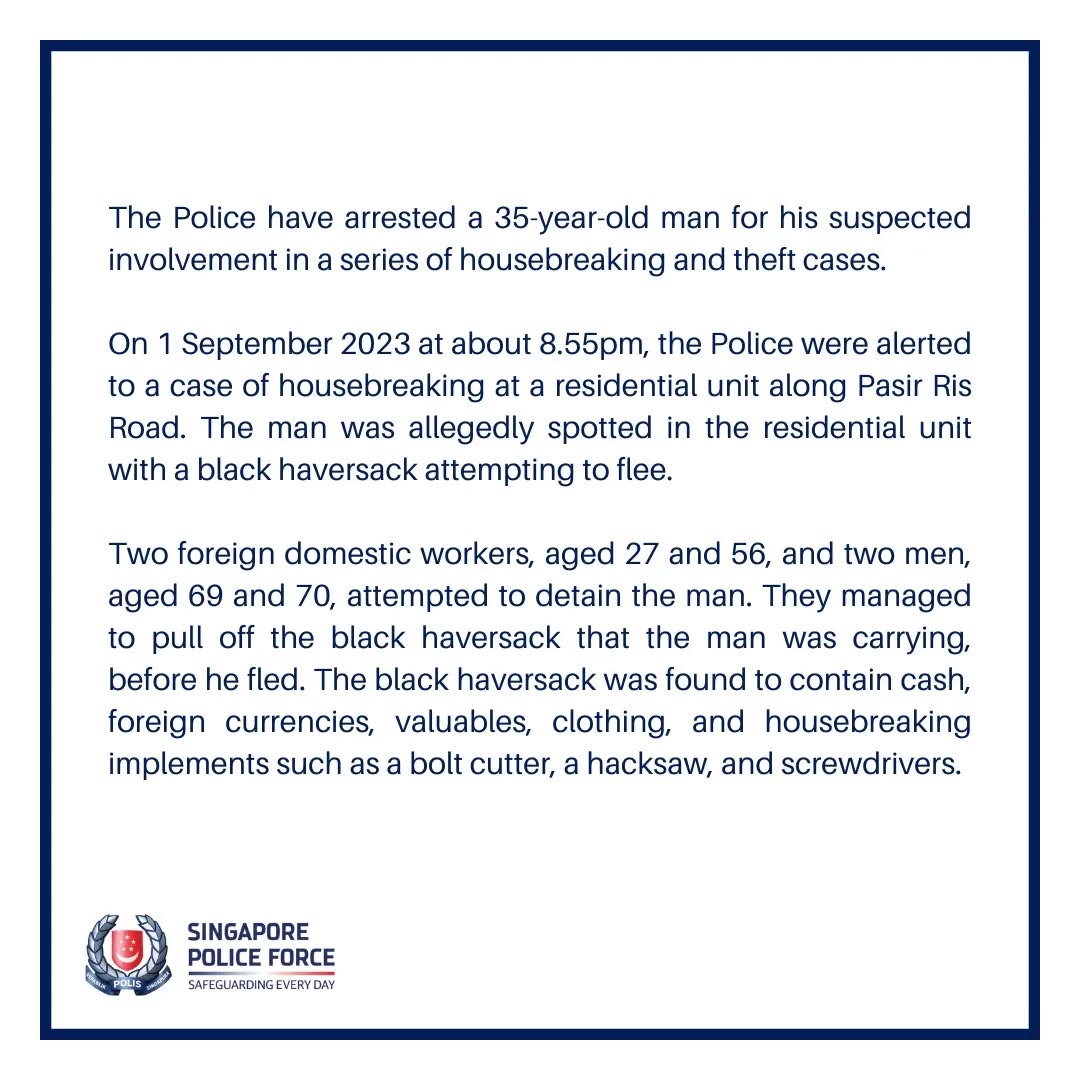 The Police have arrested a 35-year-old man for his suspected
involvement in a series of housebreaking and theft cases.
On 1 September 2023 at about 8.55pm, the Police were alerted
to a case of housebreaking at a residential unit along Pasir Ris
Road. The man was allegedly spotted in the residential unit
with a black haversack attempting to flee.
Two foreign domestic workers, aged 27 and 56, and two men,
aged 69 and 70, attempted to detain the man. They managed
to pull off the black haversack that the man was carrying,
before he fled. The black haversack was found to contain cash,
foreign currencies, valuables, clothing, and housebreaking
implements such as a bolt cutter, a hacksaw, and screwdrivers.
SINGAPORE
POLICE FORCE
SAFEGUARDING EVERY DAY
REPUBLIK POLIS SINGAPURA